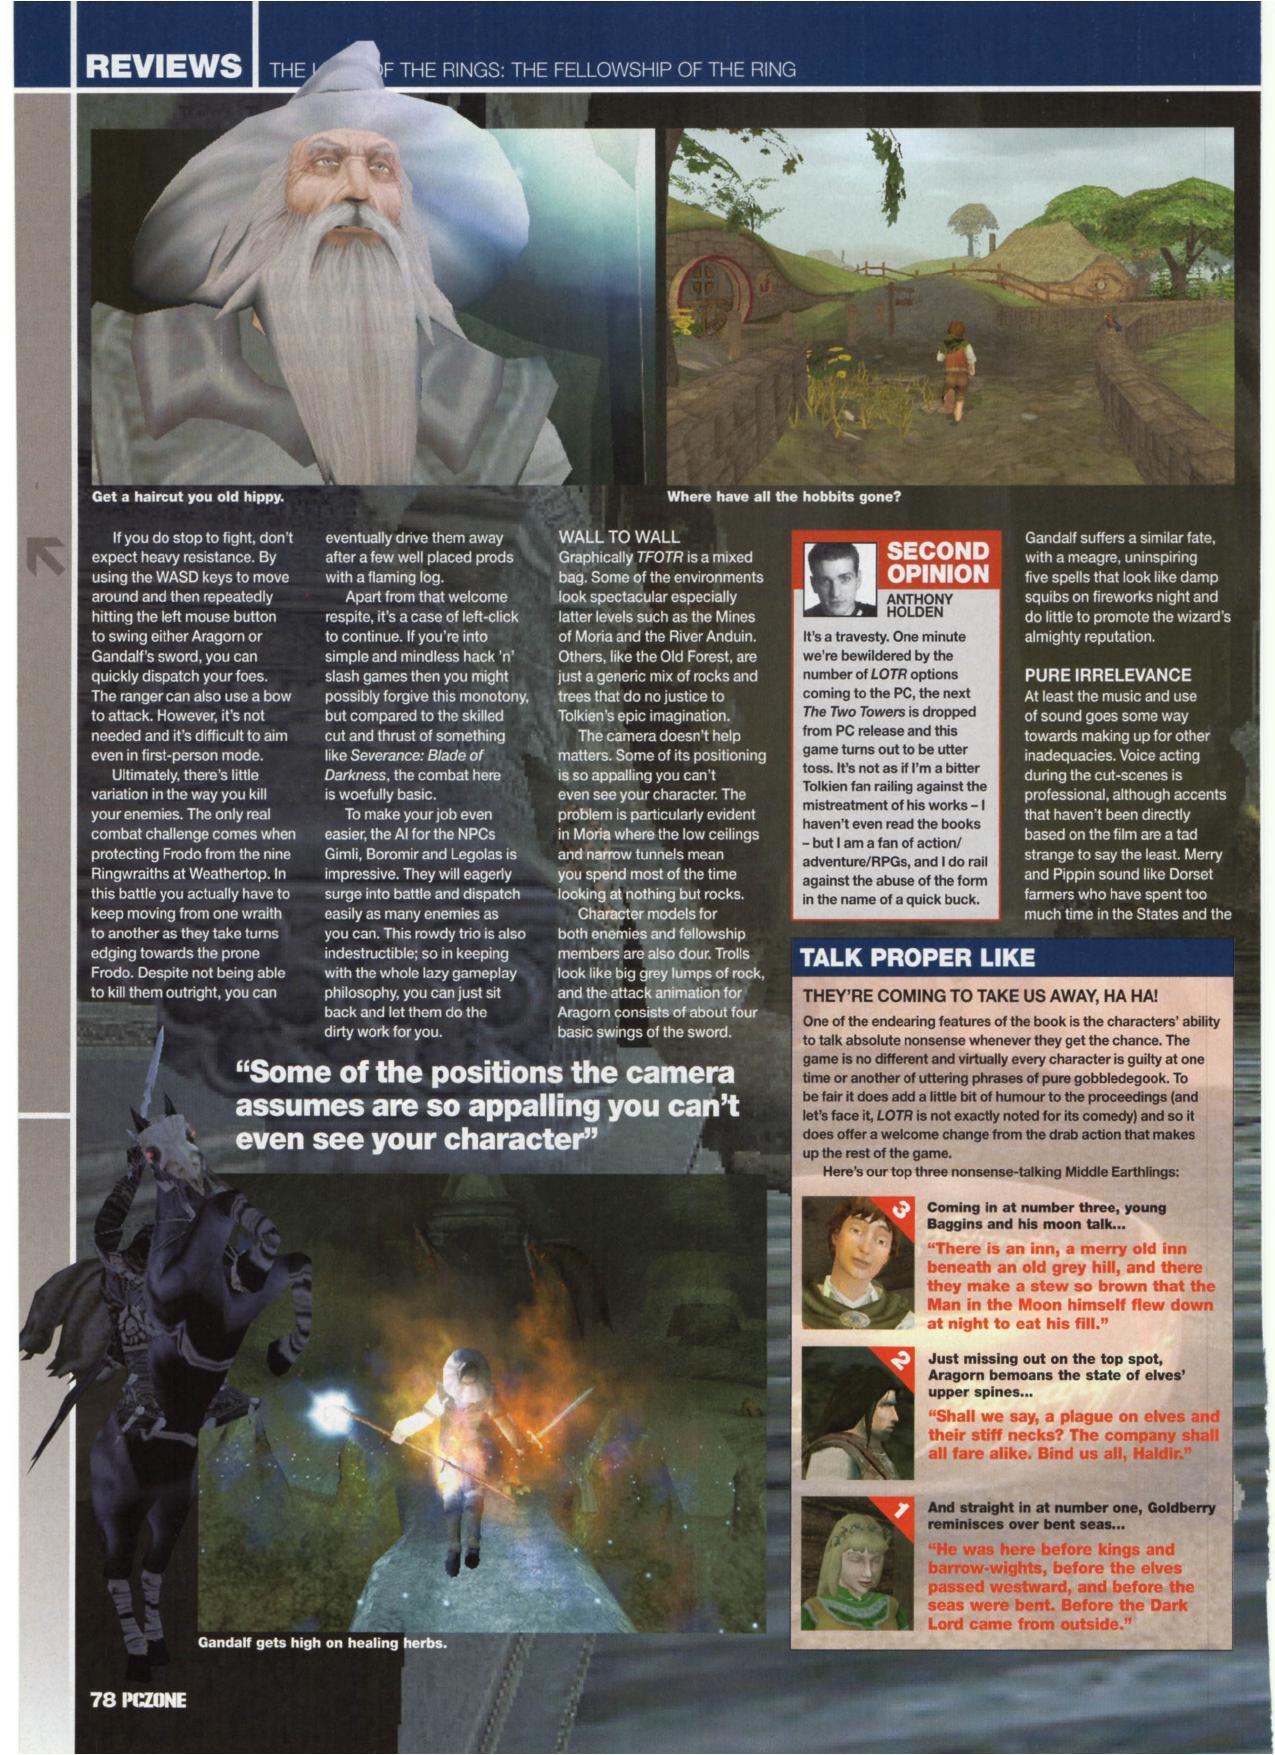 REVIEWS
THE L OF THE RINGS: THE FELLOWSHIP OF THE RING
Get a haircut you old hippy.
Where have all the hobbits gone?
If you do stop to fight, don't
expect heavy resistance. By
using the WASD keys to move
around and then repeatedly
hitting the left mouse button
to swing either Aragorn or
Gandalf's sword, you can
quickly dispatch your foes.
The ranger can also use a bow
to attack. However, it's not
needed and it's difficult to aim
even in first-person mode.
Ultimately, there's little
variation in the way you kill
your enemies. The only real
combat challenge comes when
protecting Frodo from the nine
Ringwraiths at Weathertop. In
this battle you actually have to
keep moving from one wraith
to another as they take turns
edging towards the prone
Frodo. Despite not being able
to kill them outright, you can
eventually drive them away
after a few well placed prods
with a flaming log.
Apart from that welcome
respite, it's a case of left-click
to continue. If you're into
simple and mindless hack 'n'
slash games then you might
possibly forgive this monotony,
but compared to the skilled
cut and thrust of something
like Severance: Blade of
Darkness, the combat here
is woefully basic.
To make your job even
easier, the AI for the NPCs
Gimli, Boromir and Legolas is
impressive. They will eagerly
surge into battle and dispatch
easily as many enemies as
you can. This rowdy trio is also
indestructible; so in keeping
with the whole lazy gameplay
philosophy, you can just sit
back and let them do the
dirty work for you.
WALL TO WALL
Graphically TFOTR is a mixed
bag. Some of the environments
look spectacular especially
latter levels such as the Mines
of Moria and the River Anduin.
Others, like the Old Forest, are
just a generic mix of rocks and
trees that do no justice to
Tolkien's epic imagination.
The camera doesn't help
matters. Some of its positioning
is so appalling you can't
even see your character. The
problem is particularly evident
in Moria where the low ceilings
and narrow tunnels mean
you spend most of the time
looking at nothing but rocks.
Character models for
both enemies and fellowship
members are also dour. Trolls
look like big grey lumps of rock,
and the attack animation for
Aragorn consists of about four
basic swings of the sword.
"Some of the positions the camera
assumes are so appalling you can't
even see your character"
SECOND
OPINION
ANTHONY
HOLDEN
It's a travesty. One minute
we're bewildered by the
number of LOTR options
coming to the PC, the next
The Two Towers is dropped
from PC release and this
game turns out to be utter
toss. It's not as if I'm a bitter
Tolkien fan railing against the
mistreatment of his works – I
haven't even read the books
– but I am a fan of action/
adventure/RPGs, and I do rail
against the abuse of the form
in the name of a quick buck.
Gandalf suffers a similar fate,
with a meagre, uninspiring
five spells that look like damp
squibs on fireworks night and
do little to promote the wizard's
almighty reputation.
PURE IRRELEVANCE
At least the music and use
of sound goes some way
towards making up for other
inadequacies. Voice acting
during the cut-scenes is
professional, although accents
that haven't been directly
based on the film are a tad
strange to say the least. Merry
and Pippin sound like Dorset
farmers who have spent too
much time in the States and the
TALK PROPER LIKE
THEY'RE COMING TO TAKE US AWAY, HA HA!
One of the endearing features of the book is the characters' ability
to talk absolute nonsense whenever they get the chance. The
game is no different and virtually every character is guilty at one
time or another of uttering phrases of pure gobbledegook. To
be fair it does add a little bit of humour to the proceedings (and
let's face it, LOTR is not exactly noted for its comedy) and so it
does offer a welcome change from the drab action that makes
up the rest of the game.
Here's our top three nonsense-talking Middle Earthlings:
3
Coming in at number three, young
Baggins and his moon talk...
"There is an inn, a merry old inn
beneath an old grey hill, and there
they make a stew so brown that the
Man in the Moon himself flew down
at night to eat his fill."
2
Just missing out on the top spot,
Aragorn bemoans the state of elves'
upper spines...
"Shall we say, a plague on elves and
their stiff necks? The company shall
all fare alike. Bind us all, Haldir."
1
And straight in at number one, Goldberry
reminisces over bent seas...
"He was here before kings and
barrow-wights, before the elves
passed westward, and before the
seas were bent. Before the Dark
Lord came from outside."
Gandalf gets high on healing herbs.
78 PCZONE